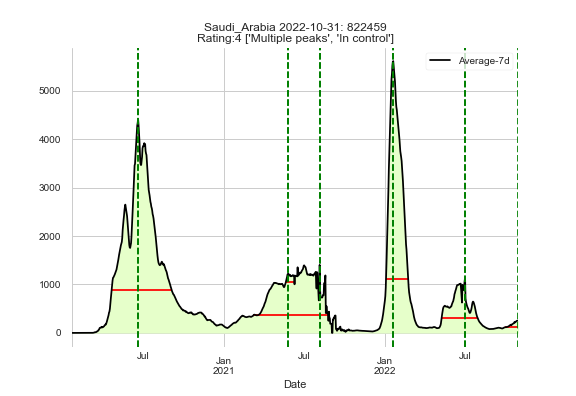 Saudi_Arabia 2022-10-31: 822459
Rating:4 ['Multiple peaks', 'In control']
Average-7d
5000
4000
3000
2000
1000
0
Jul
Jan
2021
Jul
Jan
2022
Jul
Date